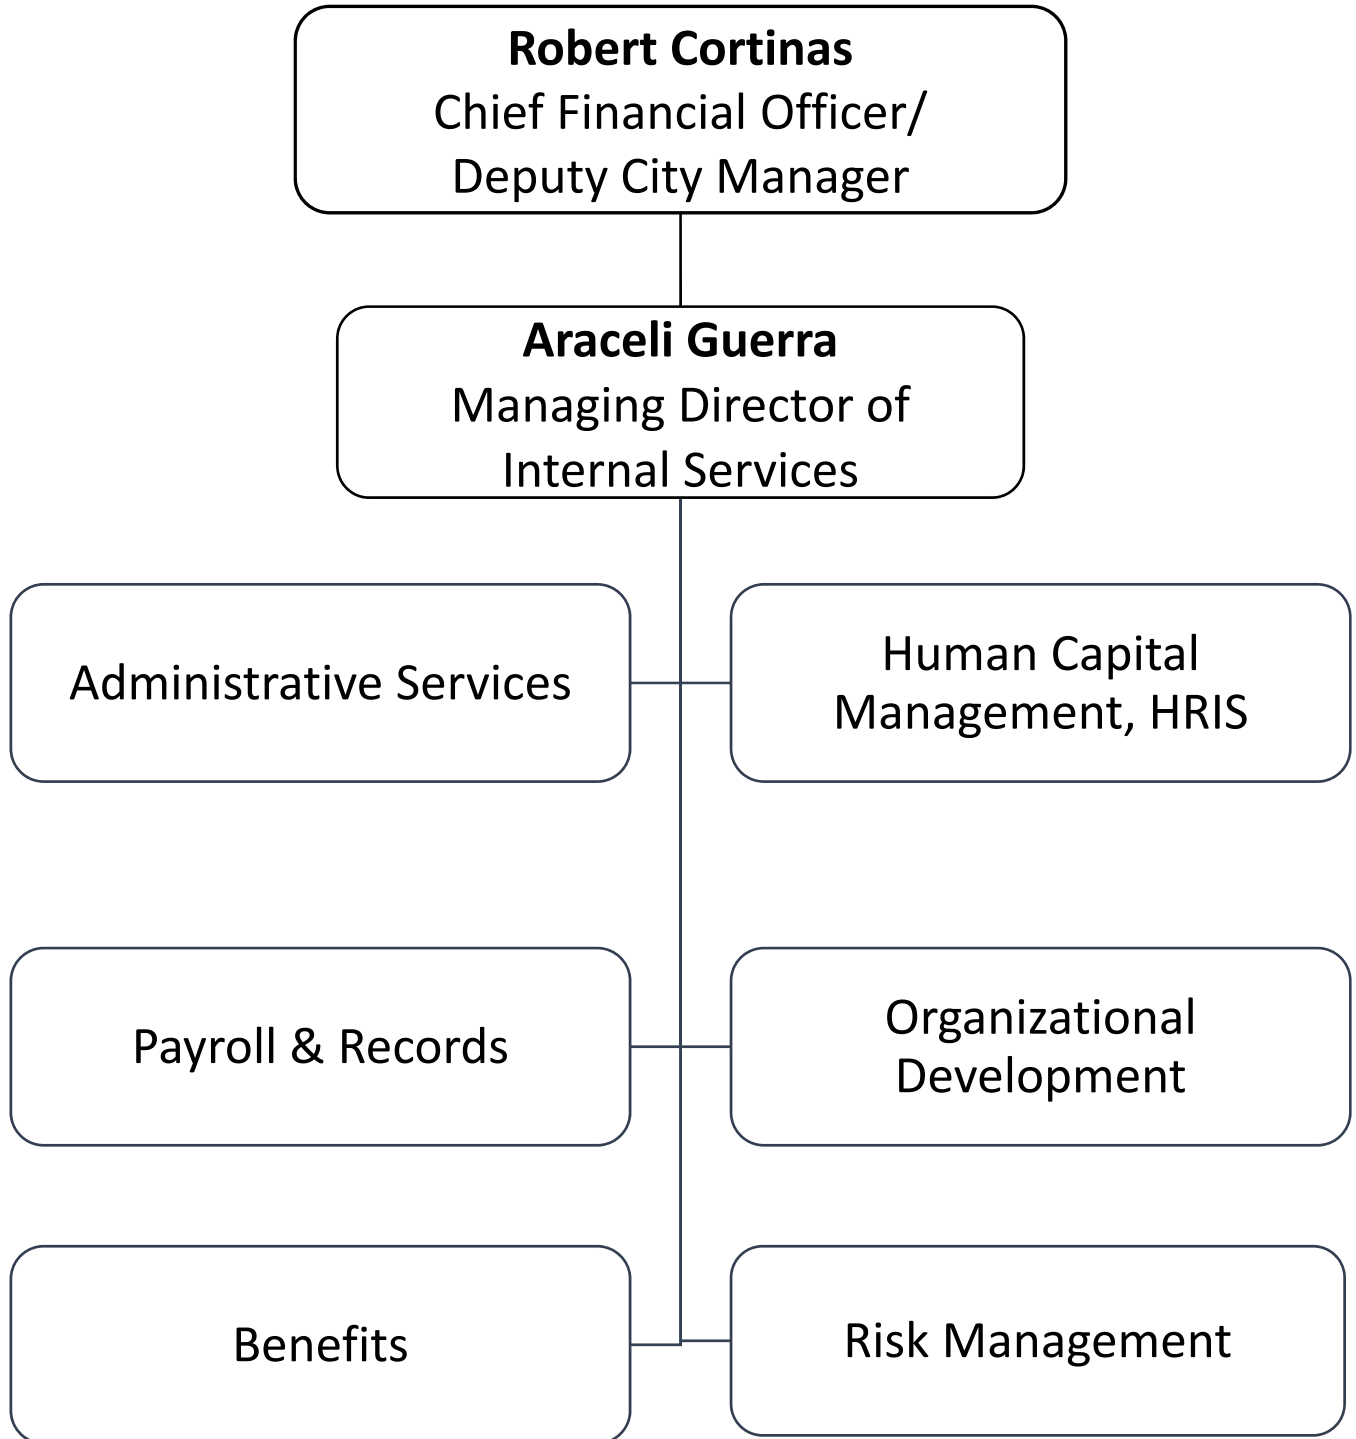 Robert Cortinas
Chief Financial Officer/
Deputy City Manager
Araceli Guerra
Managing Director of
Internal Services
Administrative Services
Human Capital
Management, HRIS
Payroll & Records
Organizational
Development
Benefits
Risk Management